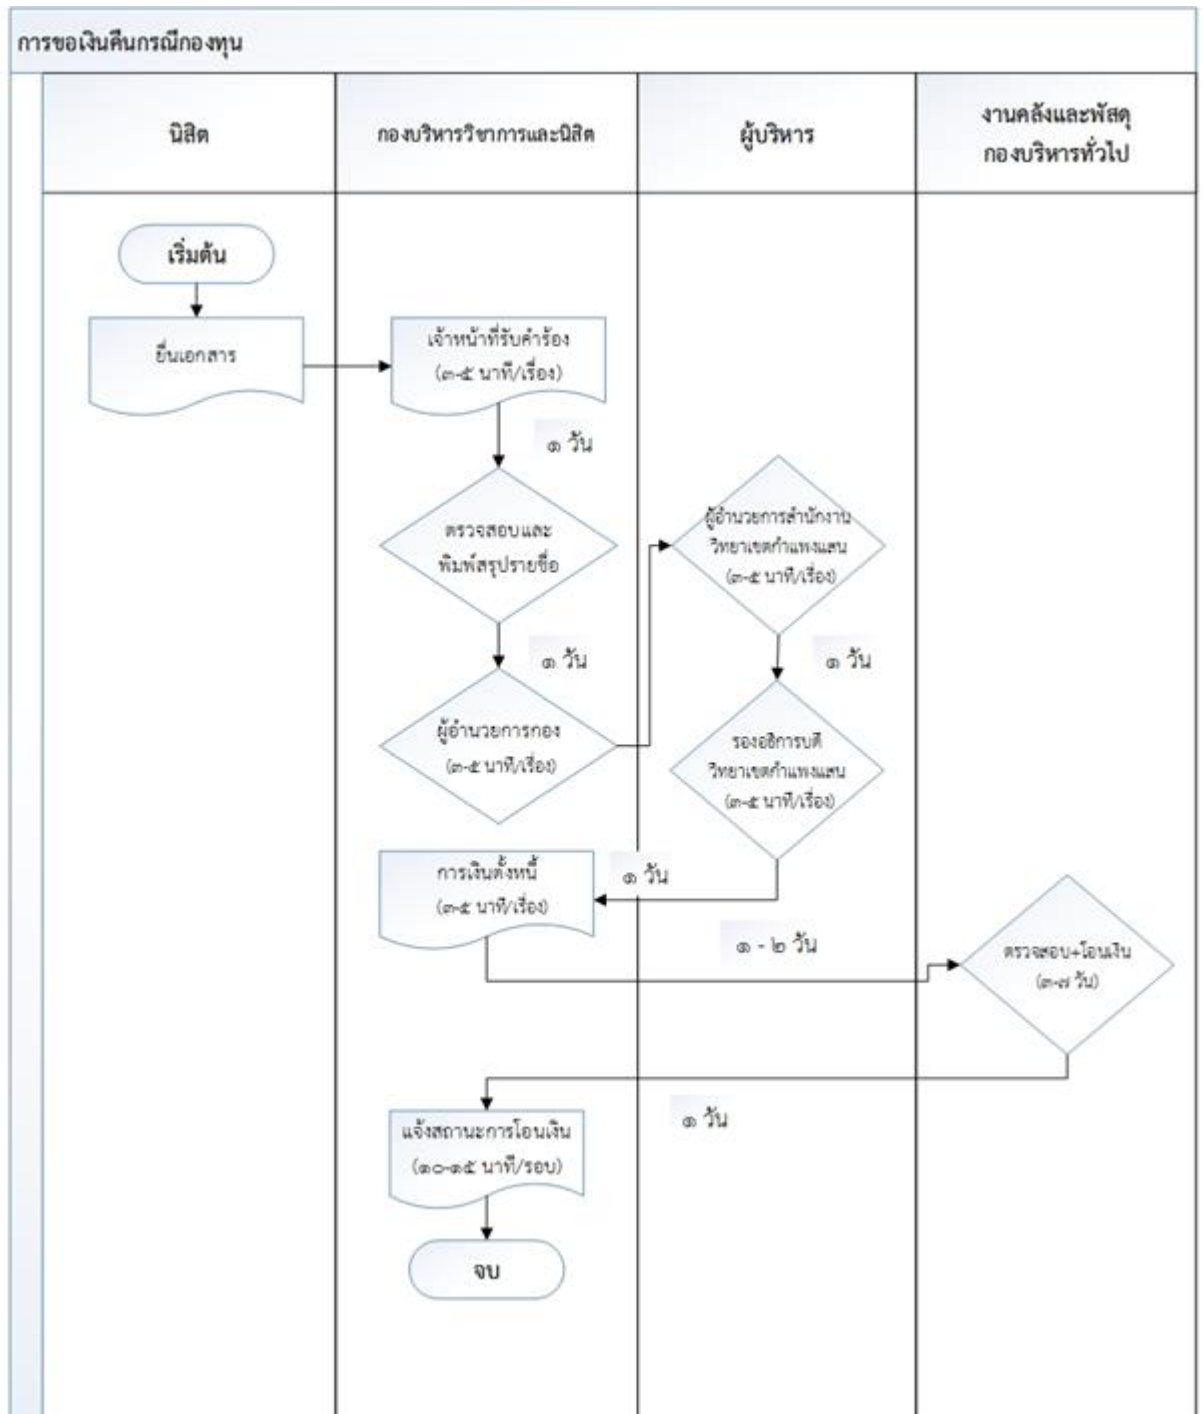 การขอเงินคืนกรณีกองทุน
นิสิต
กองบริหารวิชาการและนิสิต
ผู้บริหาร
งานคลังและพัสดุ
กองบริหารทั่วไป
เริ่มต้น
ยื่นเอกสาร
เจ้าหน้าที่รับคำร้อง
(๓-๕ นาที/เรื่อง)
๑ วัน
ตรวจสอบและ
พิมพ์สรุปรายชื่อ
ผู้อำนวยการสำนักงาน
วิทยาเขตกำแพงแสน
(๓-๕ นาที/เรื่อง)
๑ วัน
๑ วัน
ผู้อำนวยการกอง
(๓-๕ นาที/เรื่อง)
รองอธิการบดี
วิทยาเขตกำแพงแสน
(๓-๕ นาที/เรื่อง)
การเงินตั้งหนี้
(๓-๕ นาที/เรื่อง)
๑ วัน
๑ - ๒ วัน
ตรวจสอบ+โอนเงิน
(๓-๗ วัน)
๑ วัน
แจ้งสถานะการโอนเงิน
(๑๐-๑๕ นาที/รอบ)
จบ